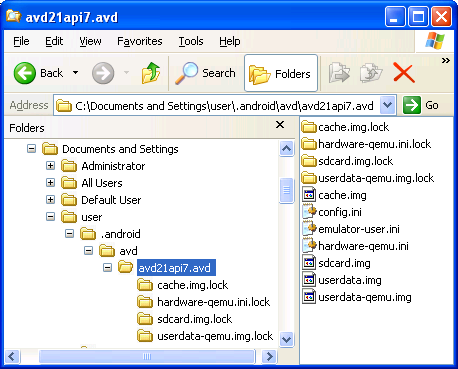 avd21api7.avd
File Edit View Favorites Tools Help
Back Search Folders
Address C:\Documents and Settings\user\.android\avd\avd21api7.avd Go
Folders
Documents and Settings
Administrator
All Users
Default User
user
.android
avd
avd21api7.avd
cache.img.lock
hardware-qemu.ini.lock
sdcard.img.lock
userdata-qemu.img.lock
cache.img.lock
hardware-qemu.ini.lock
sdcard.img.lock
userdata-qemu.img.lock
cache.img
config.ini
emulator-user.ini
hardware-qemu.ini
sdcard.img
userdata.img
userdata-qemu.img